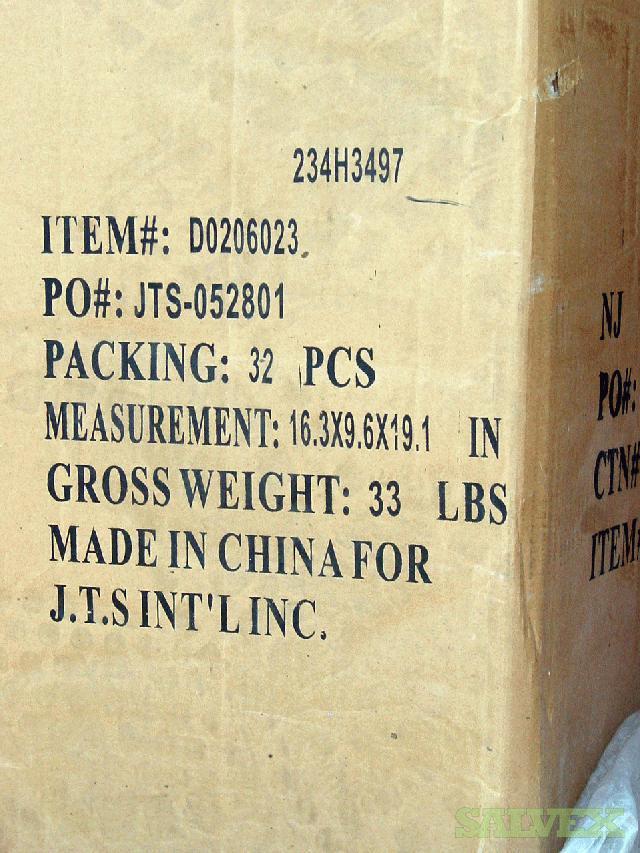 234H3497
ITEM#: D0206023
PO#: JTS-052801
PACKING: 32 PCS
MEASUREMENT: 16.3X9.6X19.1 IN
GROSS WEIGHT: 33 LBS
MADE IN CHINA FOR
J.T.S INT'L INC.
NJ
PO#:
CTN#
ITEM#
SALVEX